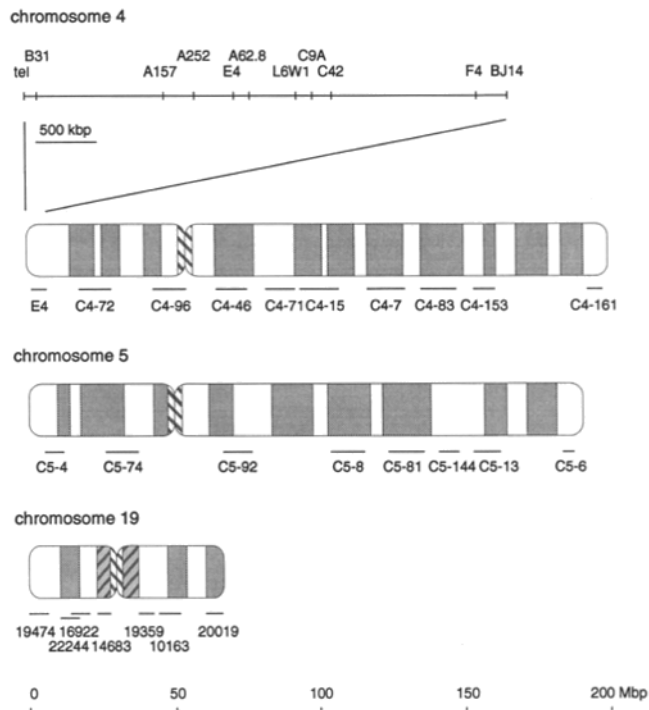 chromosome 4
B31 A252 A62.8 C9A
tel A157 E4 L6W1 C42 F4 BJ14
500 kbp
E4 C4-72 C4-96 C4-46 C4-71 C4-15 C4-7 C4-83 C4-153 C4-161
chromosome 5
C5-4 C5-74 C5-92 C5-8 C5-81 C5-144 C5-13 C5-6
chromosome 19
19474 16922 19359 20019
22244 14683 10163
0 50 100 150 200 Mbp